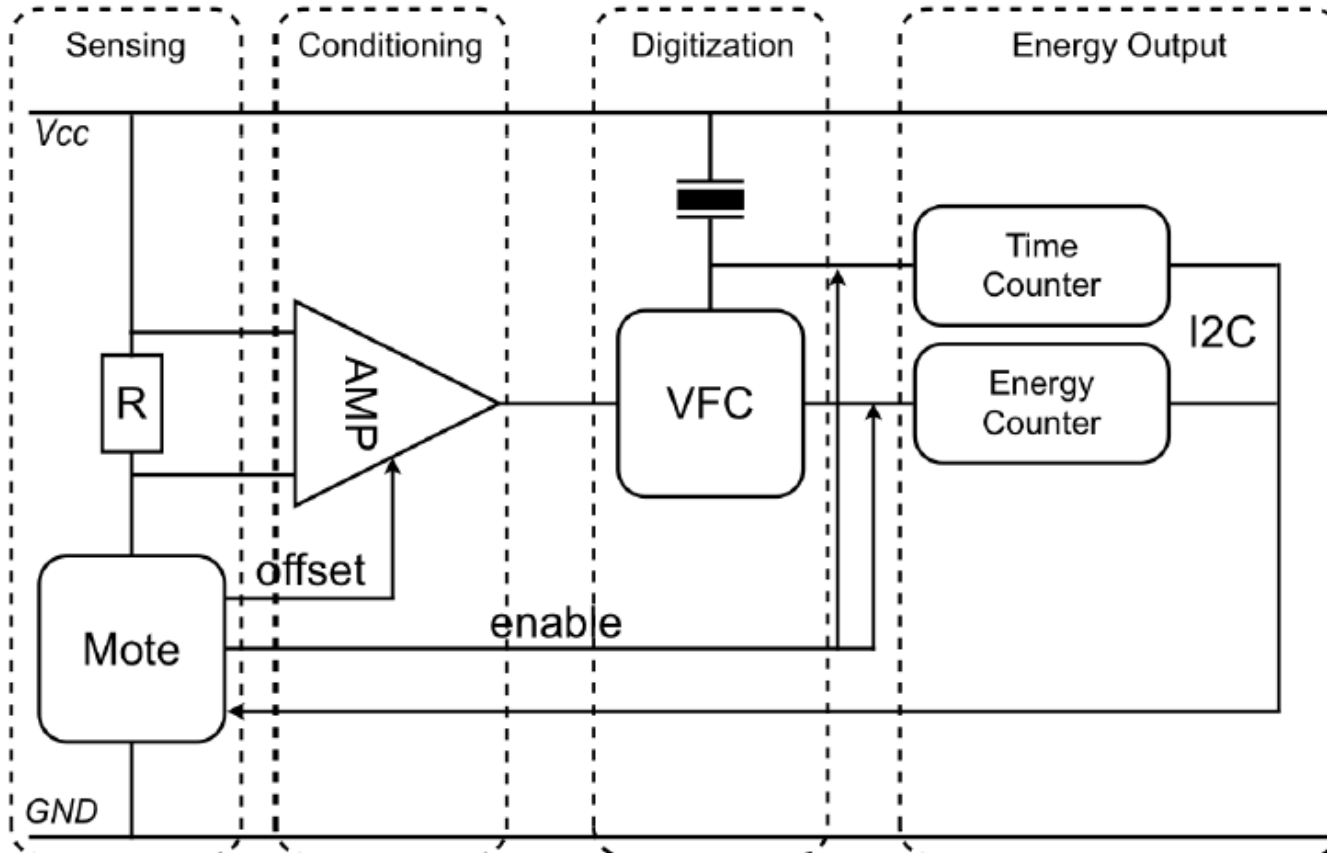 Sensing
Conditioning
Digitization
Energy Output
Vcc
Time
Counter
I2C
R
AMP
VFC
Energy
Counter
offset
enable
Mote
GND